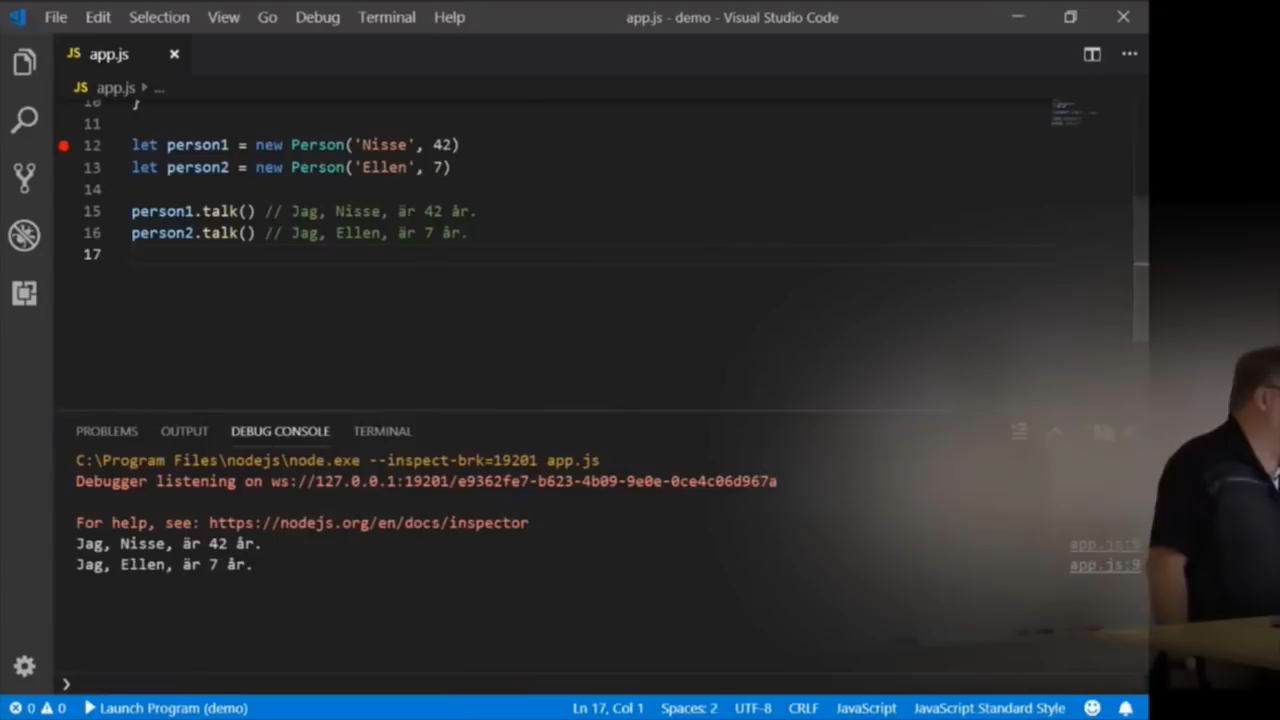 File Edit Selection View Go Debug Terminal Help app.js - demo - Visual Studio Code
JS app.js
JS app.js ...
10 }
11
12 let person1 = new Person('Nisse', 42)
13 let person2 = new Person('Ellen', 7)
14
15 person1.talk() // Jag, Nisse, är 42 år.
16 person2.talk() // Jag, Ellen, är 7 år.
17
PROBLEMS OUTPUT DEBUG CONSOLE TERMINAL
C:\Program Files\nodejs\node.exe --inspect-brk=19201 app.js
Debugger listening on ws://127.0.0.1:19201/e9362fe7-b623-4b09-9e0e-0ce4c06d967a
For help, see: https://nodejs.org/en/docs/inspector
Jag, Nisse, är 42 år. app.js:9
Jag, Ellen, är 7 år. app.js:9
0 0 Launch Program (demo) Ln 17, Col 1 Spaces: 2 UTF-8 CRLF JavaScript JavaScript Standard Style